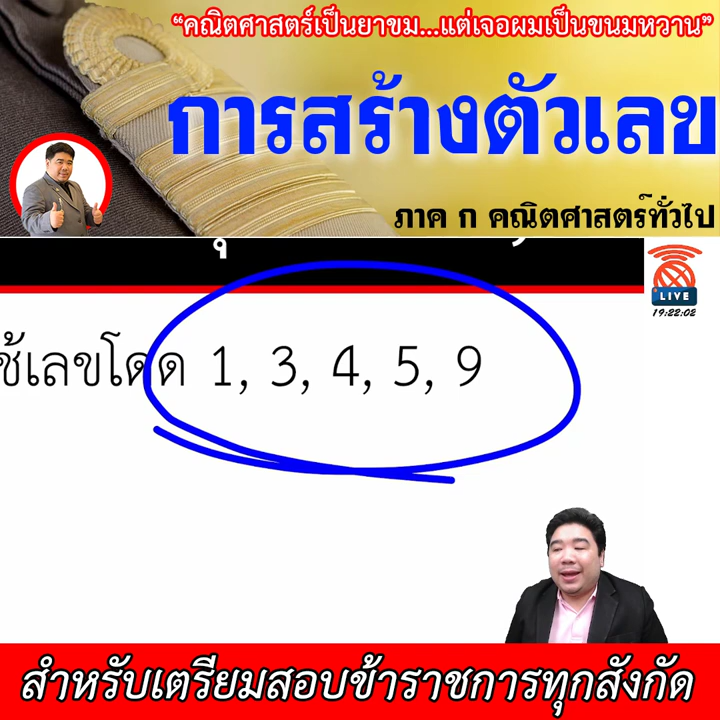 “คณิตศาสตร์เป็นยาขม...แต่เจอผมเป็นขนมหวาน”
การสร้างตัวเลข
ภาค ก คณิตศาสตร์ทั่วไป
LIVE
19:22:02
ช้เลขโดด 1, 3, 4, 5, 9
สำหรับเตรียมสอบข้าราชการทุกสังกัด